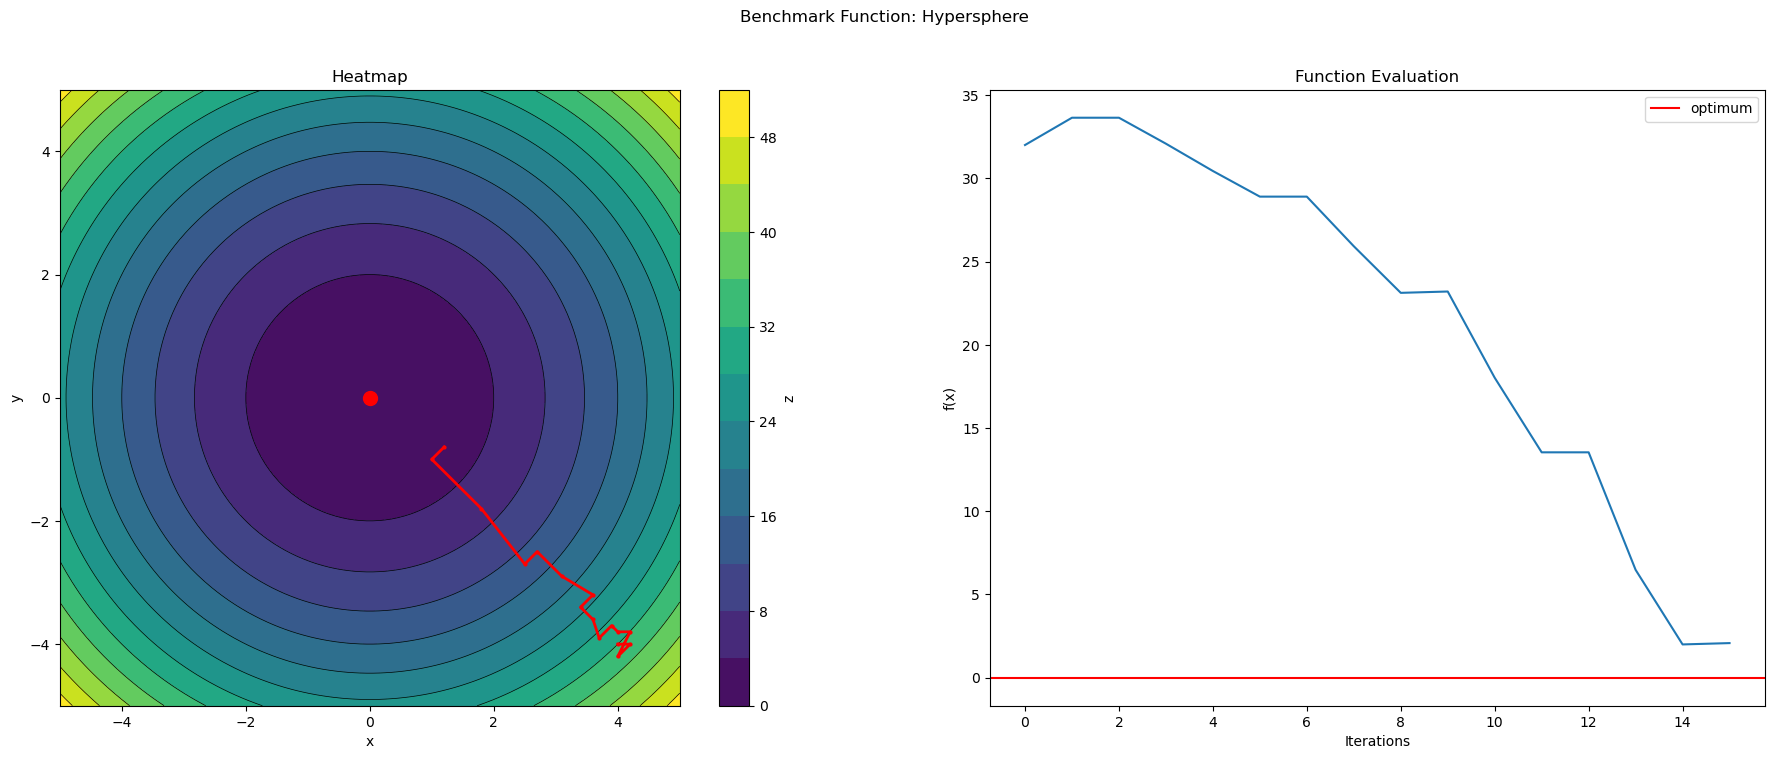 Benchmark Function: Hypersphere
Heatmap
4
2
0
−2
−4
y
−4 −2 0 2 4
x
48
40
32
24
16
8
0
z
Function Evaluation
optimum
35
30
25
20
15
10
5
0
f(x)
0 2 4 6 8 10 12 14
Iterations